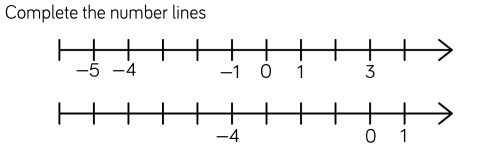 Complete the number lines
−5 −4 −1 0 1 3
−4 0 1